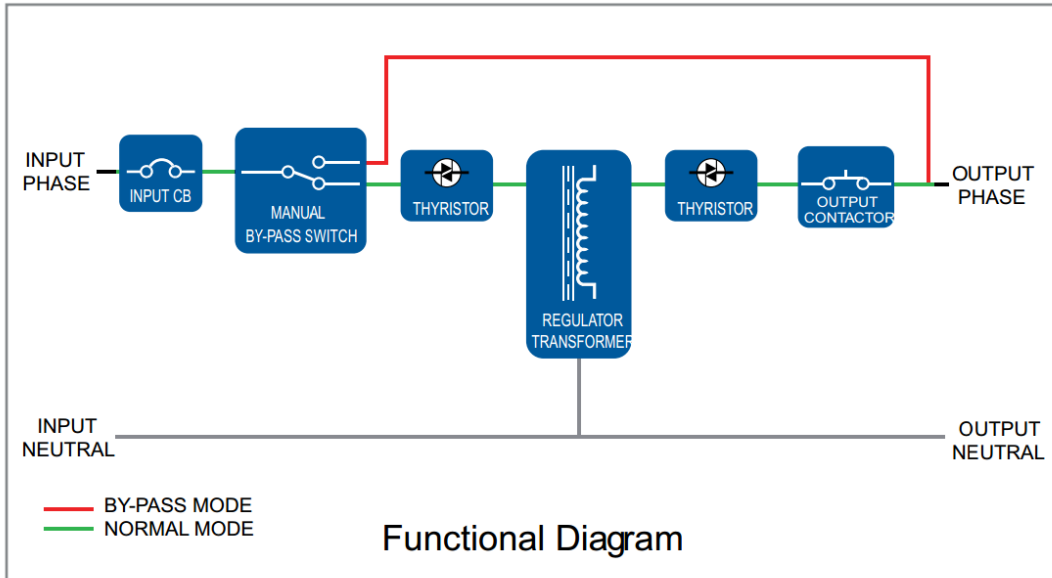 INPUT
PHASE
INPUT CB
MANUAL
BY-PASS SWITCH
THYRISTOR
REGULATOR
TRANSFORMER
THYRISTOR
OUTPUT
CONTACTOR
OUTPUT
PHASE
INPUT
NEUTRAL
OUTPUT
NEUTRAL
BY-PASS MODE
NORMAL MODE
Functional Diagram